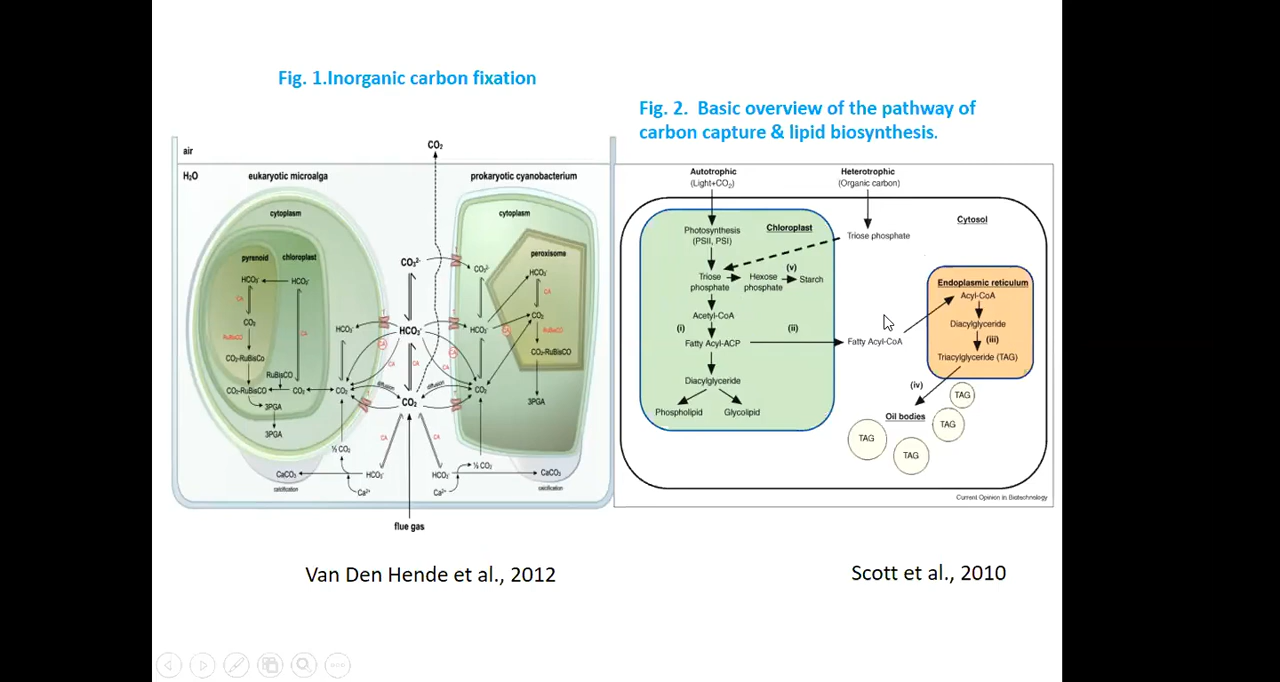 Fig. 1.Inorganic carbon fixation
Fig. 2. Basic overview of the pathway of
carbon capture & lipid biosynthesis.
air
H₂O
eukaryotic microalga
cytoplasm
pyrenoid
chloroplast
HCO₃⁻
HCO₃⁻
CA
CA
CO₂
RuBisCO
CO₂-RuBisCo
RuBisCO
CO₂-RuBisCO
CO₂
3PGA
3PGA
HCO₃⁻
CO₂
½ CO₂
CaCO₃
calcification
HCO₃⁻
Ca²⁺
CO₂
CO₃²⁻
HCO₃⁻
CA
CA
CA
CA
CA
diffusion
diffusion
CO₂
CA
CA
flue gas
prokaryotic cyanobacterium
cytoplasm
peroxisome
CO₃²⁻
HCO₃⁻
HCO₃⁻
CA
CA
CO₂
RuBisCO
CO₂-RuBisCO
CO₂
3PGA
½ CO₂
HCO₃⁻
Ca²⁺
CaCO₃
calcification
Autotrophic
(Light+CO₂)
Heterotrophic
(Organic carbon)
Cytosol
Photosynthesis
(PSII, PSI)
Chloroplast
Triose phosphate
(v)
Triose
phosphate
Hexose
phosphate
Starch
Acetyl-CoA
(i)
(ii)
Fatty Acyl-ACP
Fatty Acyl-CoA
Diacylglyceride
Phospholipid
Glycolipid
Endoplasmic reticulum
Acyl-CoA
Diacylglyceride
(iii)
Triacylglyceride (TAG)
(iv)
Oil bodies
TAG
TAG
TAG
TAG
Current Opinion in Biotechnology
Van Den Hende et al., 2012
Scott et al., 2010